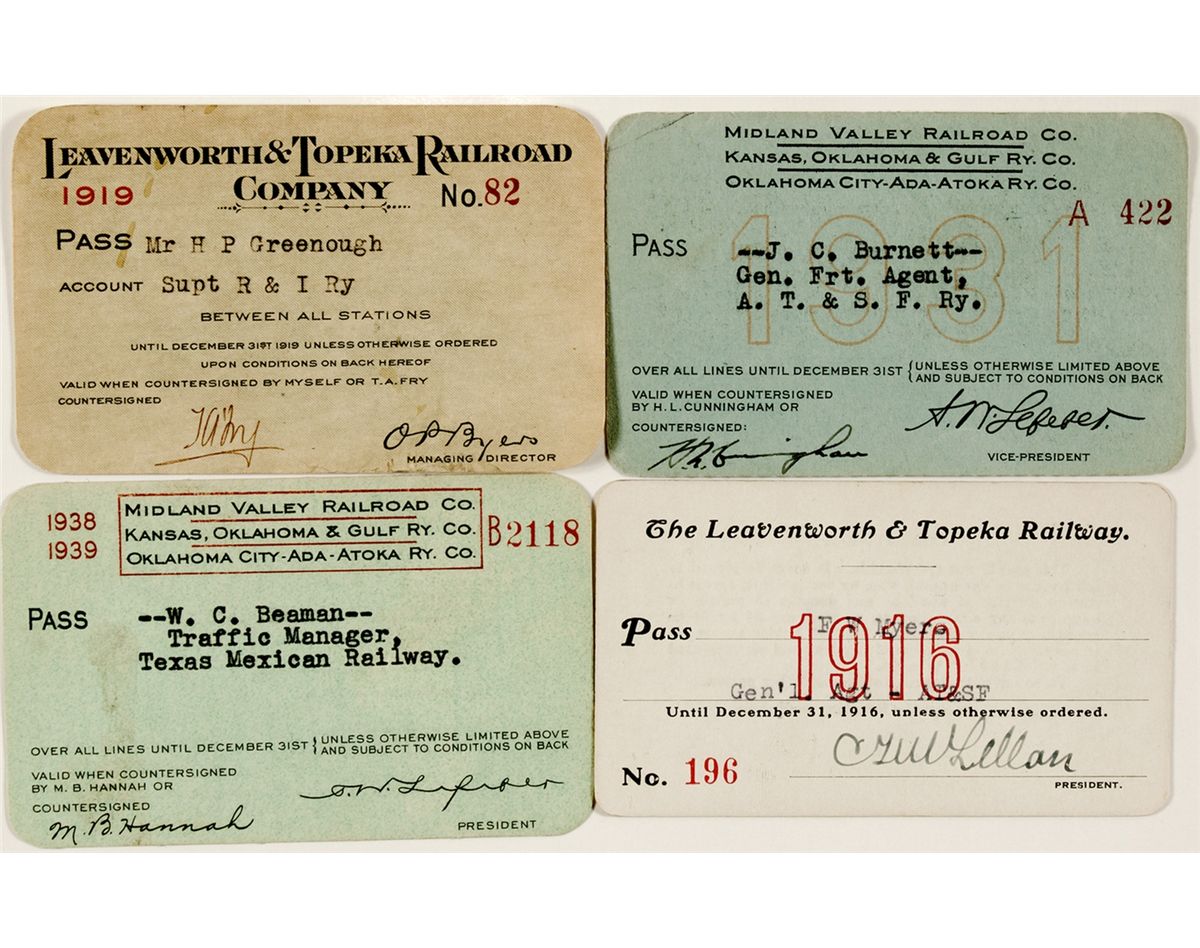 LEAVENWORTH & TOPEKA RAILROAD
COMPANY
1919
No. 82
PASS Mr H P Greenough
ACCOUNT Supt R & I Ry
BETWEEN ALL STATIONS
UNTIL DECEMBER 31ST 1919 UNLESS OTHERWISE ORDERED
UPON CONDITIONS ON BACK HEREOF
VALID WHEN COUNTERSIGNED BY MYSELF OR T.A. FRY
COUNTERSIGNED
TA Fry
O P Byers
MANAGING DIRECTOR
MIDLAND VALLEY RAILROAD CO.
KANSAS, OKLAHOMA & GULF RY. CO.
OKLAHOMA CITY-ADA-ATOKA RY. CO.
A 422
1931
PASS --J. C. Burnett--
Gen. Frt. Agent,
A. T. & S. F. Ry.
OVER ALL LINES UNTIL DECEMBER 31ST { UNLESS OTHERWISE LIMITED ABOVE
AND SUBJECT TO CONDITIONS ON BACK
VALID WHEN COUNTERSIGNED
BY H. L. CUNNINGHAM OR
COUNTERSIGNED:
VICE-PRESIDENT
1938
1939
MIDLAND VALLEY RAILROAD CO.
KANSAS, OKLAHOMA & GULF RY. CO.
OKLAHOMA CITY-ADA-ATOKA RY. CO.
B2118
PASS --W. C. Beaman--
Traffic Manager,
Texas Mexican Railway.
OVER ALL LINES UNTIL DECEMBER 31ST { UNLESS OTHERWISE LIMITED ABOVE
AND SUBJECT TO CONDITIONS ON BACK
VALID WHEN COUNTERSIGNED
BY M. B. HANNAH OR
COUNTERSIGNED
M. B. Hannah
PRESIDENT
The Leavenworth & Topeka Railway.
1916
Pass F W Myers
Gen'l. Agt - AT&SF
Until December 31, 1916, unless otherwise ordered.
No. 196
PRESIDENT.